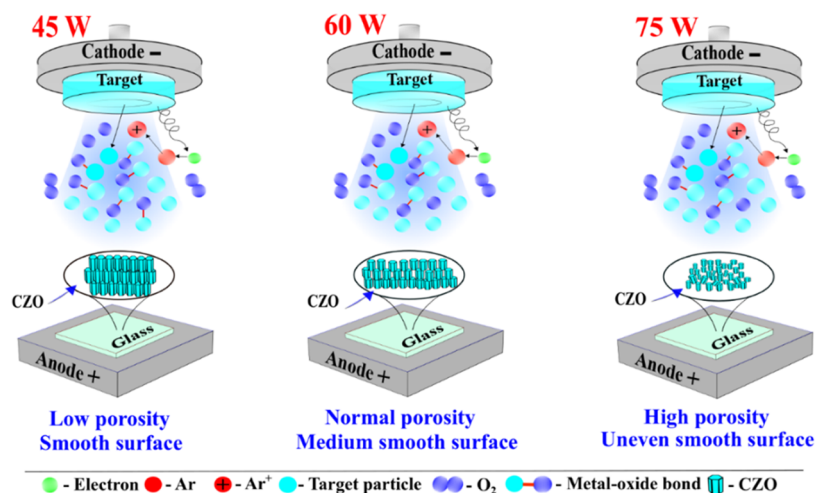 45 W
Cathode −
Target
+
CZO
Glass
Anode +
Low porosity
Smooth surface
60 W
Cathode −
Target
+
CZO
Glass
Anode +
Normal porosity
Medium smooth surface
75 W
Cathode −
Target
+
CZO
Glass
Anode +
High porosity
Uneven smooth surface
- Electron - Ar + - Ar⁺ - Target particle - O₂ - Metal-oxide bond - CZO